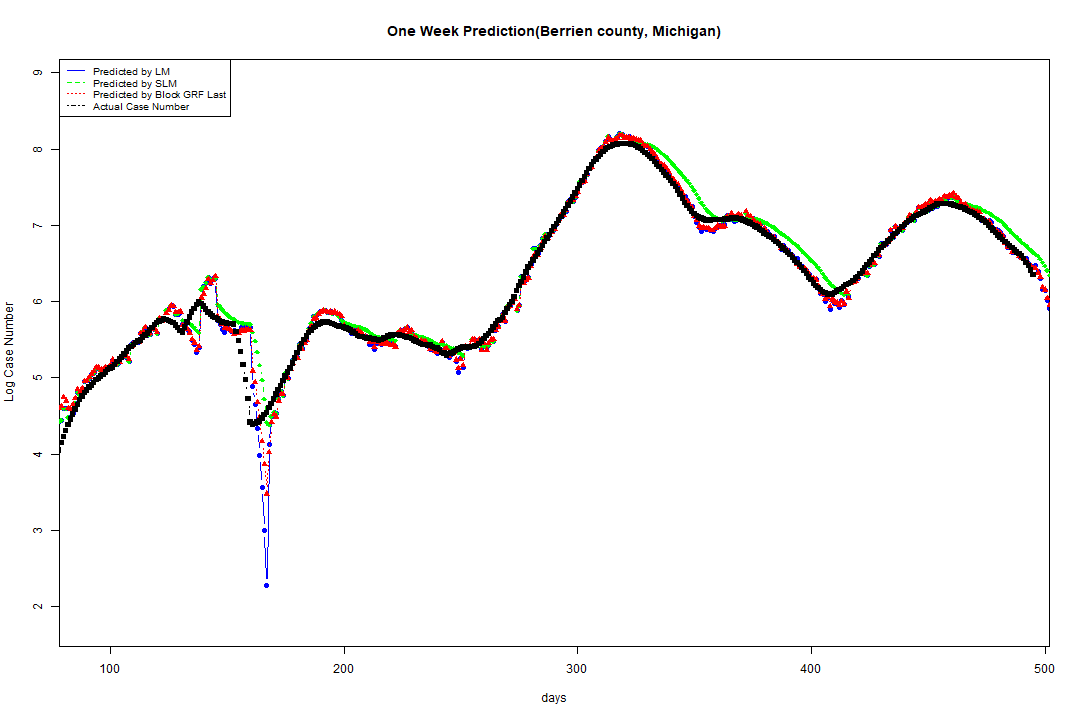 One Week Prediction(Berrien county, Michigan)
Predicted by LM
Predicted by SLM
Predicted by Block GRF Last
Actual Case Number
9
8
7
6
5
4
3
2
Log Case Number
100 200 300 400 500
days